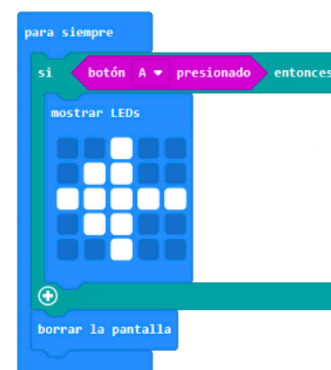 para siempre
si botón A presionado entonces
mostrar LEDs
borrar la pantalla